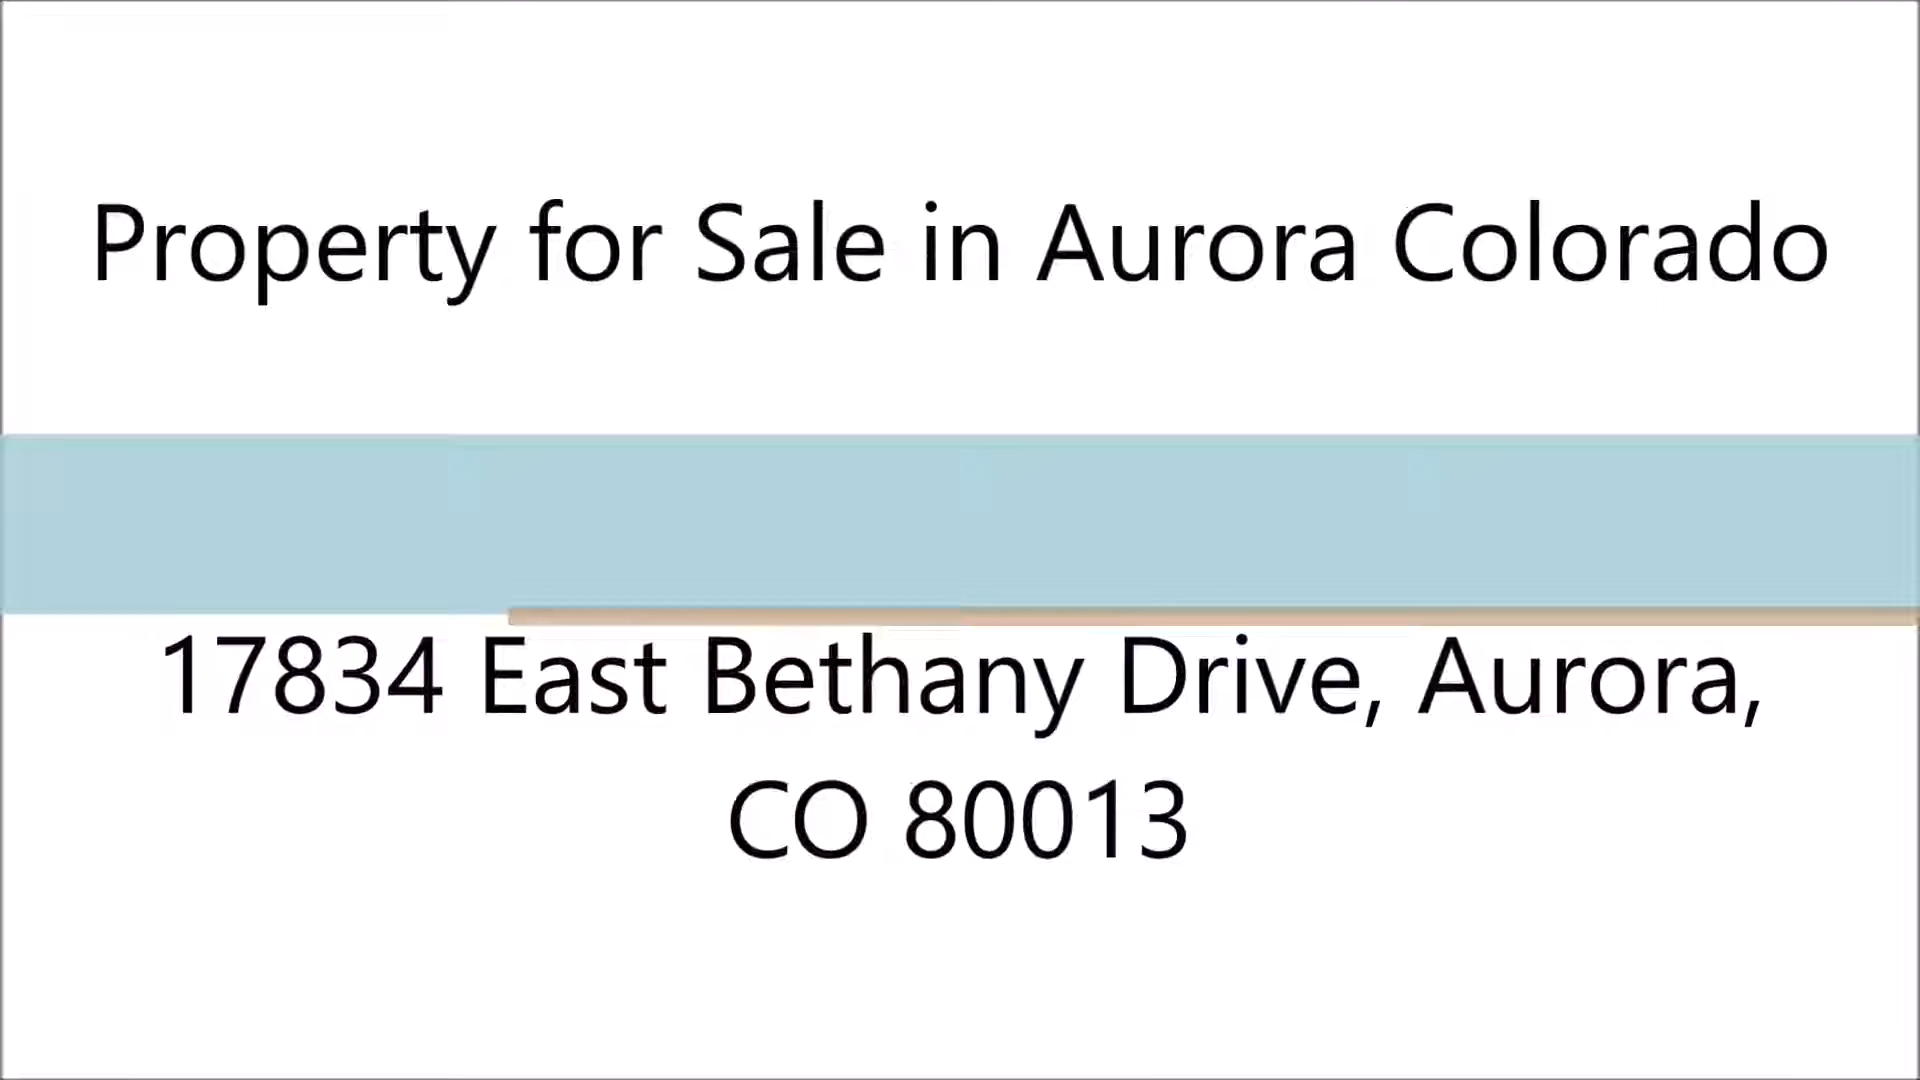 Property for Sale in Aurora Colorado
17834 East Bethany Drive, Aurora,
CO 80013